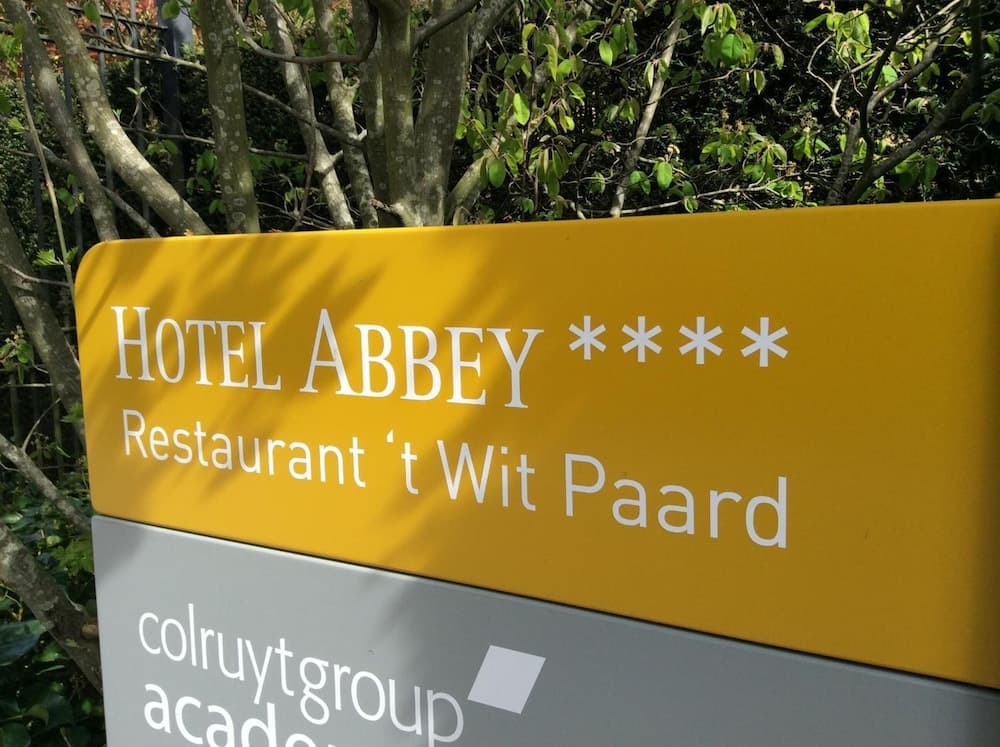 HOTEL ABBEY ****
Restaurant ‘t Wit Paard
colruytgroup